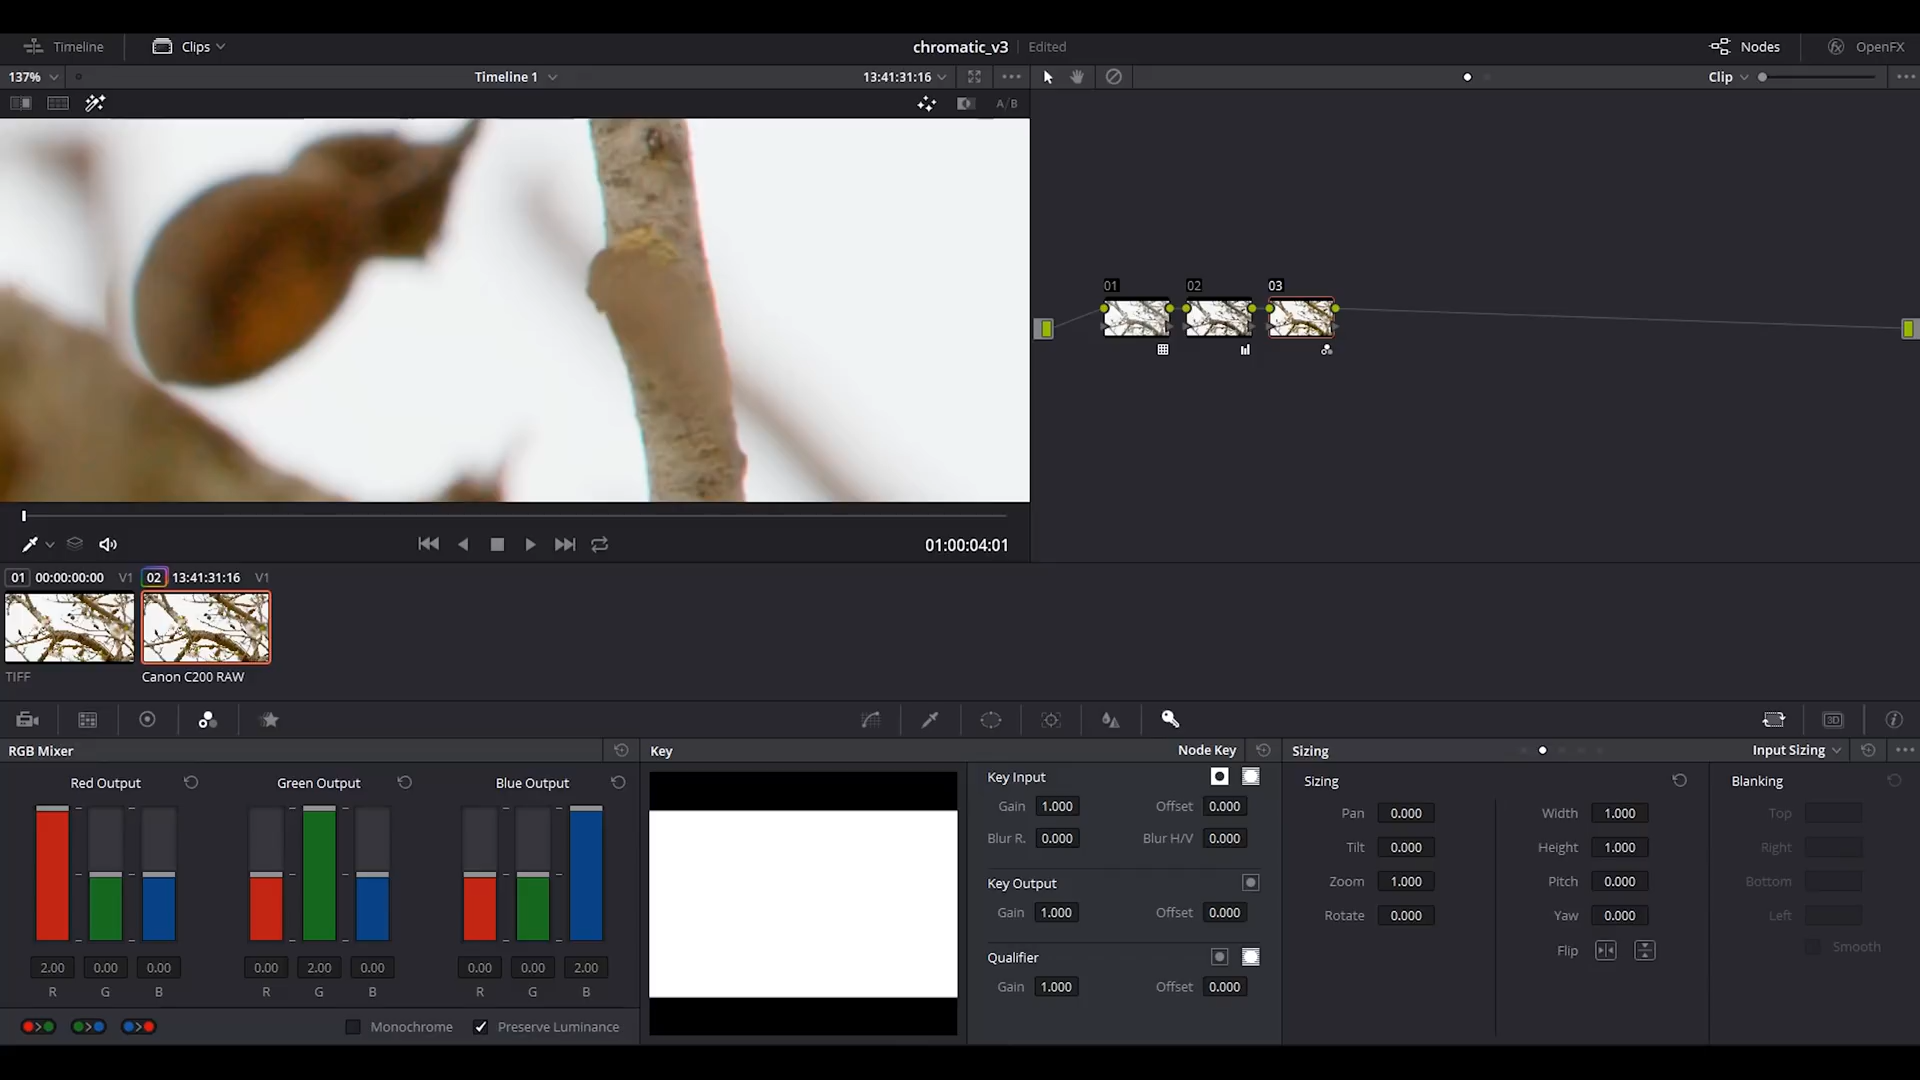 Timeline
Clips
chromatic_v3
Edited
Nodes
OpenFX
137%
Timeline 1
13:41:31:16
Clip
A/B
01
02
03
01:00:04:01
01 00:00:00:00 V1
02 13:41:31:16 V1
TIFF
Canon C200 RAW
3D
RGB Mixer
Key
Node Key
Sizing
Input Sizing
Red Output
Green Output
Blue Output
2.00 0.00 0.00
R G B
0.00 2.00 0.00
R G B
0.00 0.00 2.00
R G B
Monochrome
Preserve Luminance
Key Input
Gain 1.000 Offset 0.000
Blur R. 0.000 Blur H/V 0.000
Key Output
Gain 1.000 Offset 0.000
Qualifier
Gain 1.000 Offset 0.000
Sizing
Pan 0.000 Width 1.000
Tilt 0.000 Height 1.000
Zoom 1.000 Pitch 0.000
Rotate 0.000 Yaw 0.000
Flip
Blanking
Top
Right
Bottom
Left
Smooth